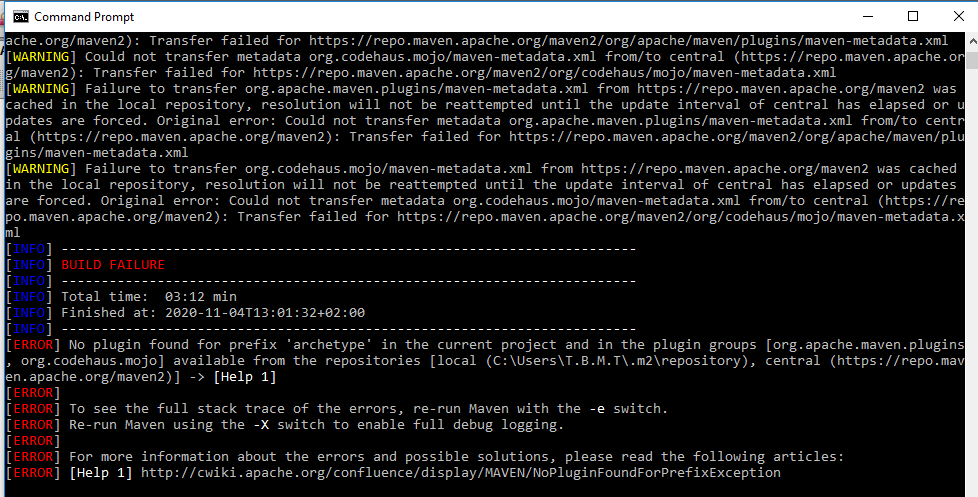 Command Prompt
ache.org/maven2): Transfer failed for https://repo.maven.apache.org/maven2/org/apache/maven/plugins/maven-metadata.xml
[WARNING] Could not transfer metadata org.codehaus.mojo/maven-metadata.xml from/to central (https://repo.maven.apache.or
g/maven2): Transfer failed for https://repo.maven.apache.org/maven2/org/codehaus/mojo/maven-metadata.xml
[WARNING] Failure to transfer org.apache.maven.plugins/maven-metadata.xml from https://repo.maven.apache.org/maven2 was
cached in the local repository, resolution will not be reattempted until the update interval of central has elapsed or u
pdates are forced. Original error: Could not transfer metadata org.apache.maven.plugins/maven-metadata.xml from/to centr
al (https://repo.maven.apache.org/maven2): Transfer failed for https://repo.maven.apache.org/maven2/org/apache/maven/plu
gins/maven-metadata.xml
[WARNING] Failure to transfer org.codehaus.mojo/maven-metadata.xml from https://repo.maven.apache.org/maven2 was cached
in the local repository, resolution will not be reattempted until the update interval of central has elapsed or updates
are forced. Original error: Could not transfer metadata org.codehaus.mojo/maven-metadata.xml from/to central (https://re
po.maven.apache.org/maven2): Transfer failed for https://repo.maven.apache.org/maven2/org/codehaus/mojo/maven-metadata.x
ml
[INFO] ------------------------------------------------------------------------
[INFO] BUILD FAILURE
[INFO] ------------------------------------------------------------------------
[INFO] Total time:  03:12 min
[INFO] Finished at: 2020-11-04T13:01:32+02:00
[INFO] ------------------------------------------------------------------------
[ERROR] No plugin found for prefix 'archetype' in the current project and in the plugin groups [org.apache.maven.plugins
, org.codehaus.mojo] available from the repositories [local (C:\Users\T.B.M.T\.m2\repository), central (https://repo.mav
en.apache.org/maven2)] -> [Help 1]
[ERROR]
[ERROR] To see the full stack trace of the errors, re-run Maven with the -e switch.
[ERROR] Re-run Maven using the -X switch to enable full debug logging.
[ERROR]
[ERROR] For more information about the errors and possible solutions, please read the following articles:
[ERROR] [Help 1] http://cwiki.apache.org/confluence/display/MAVEN/NoPluginFoundForPrefixException